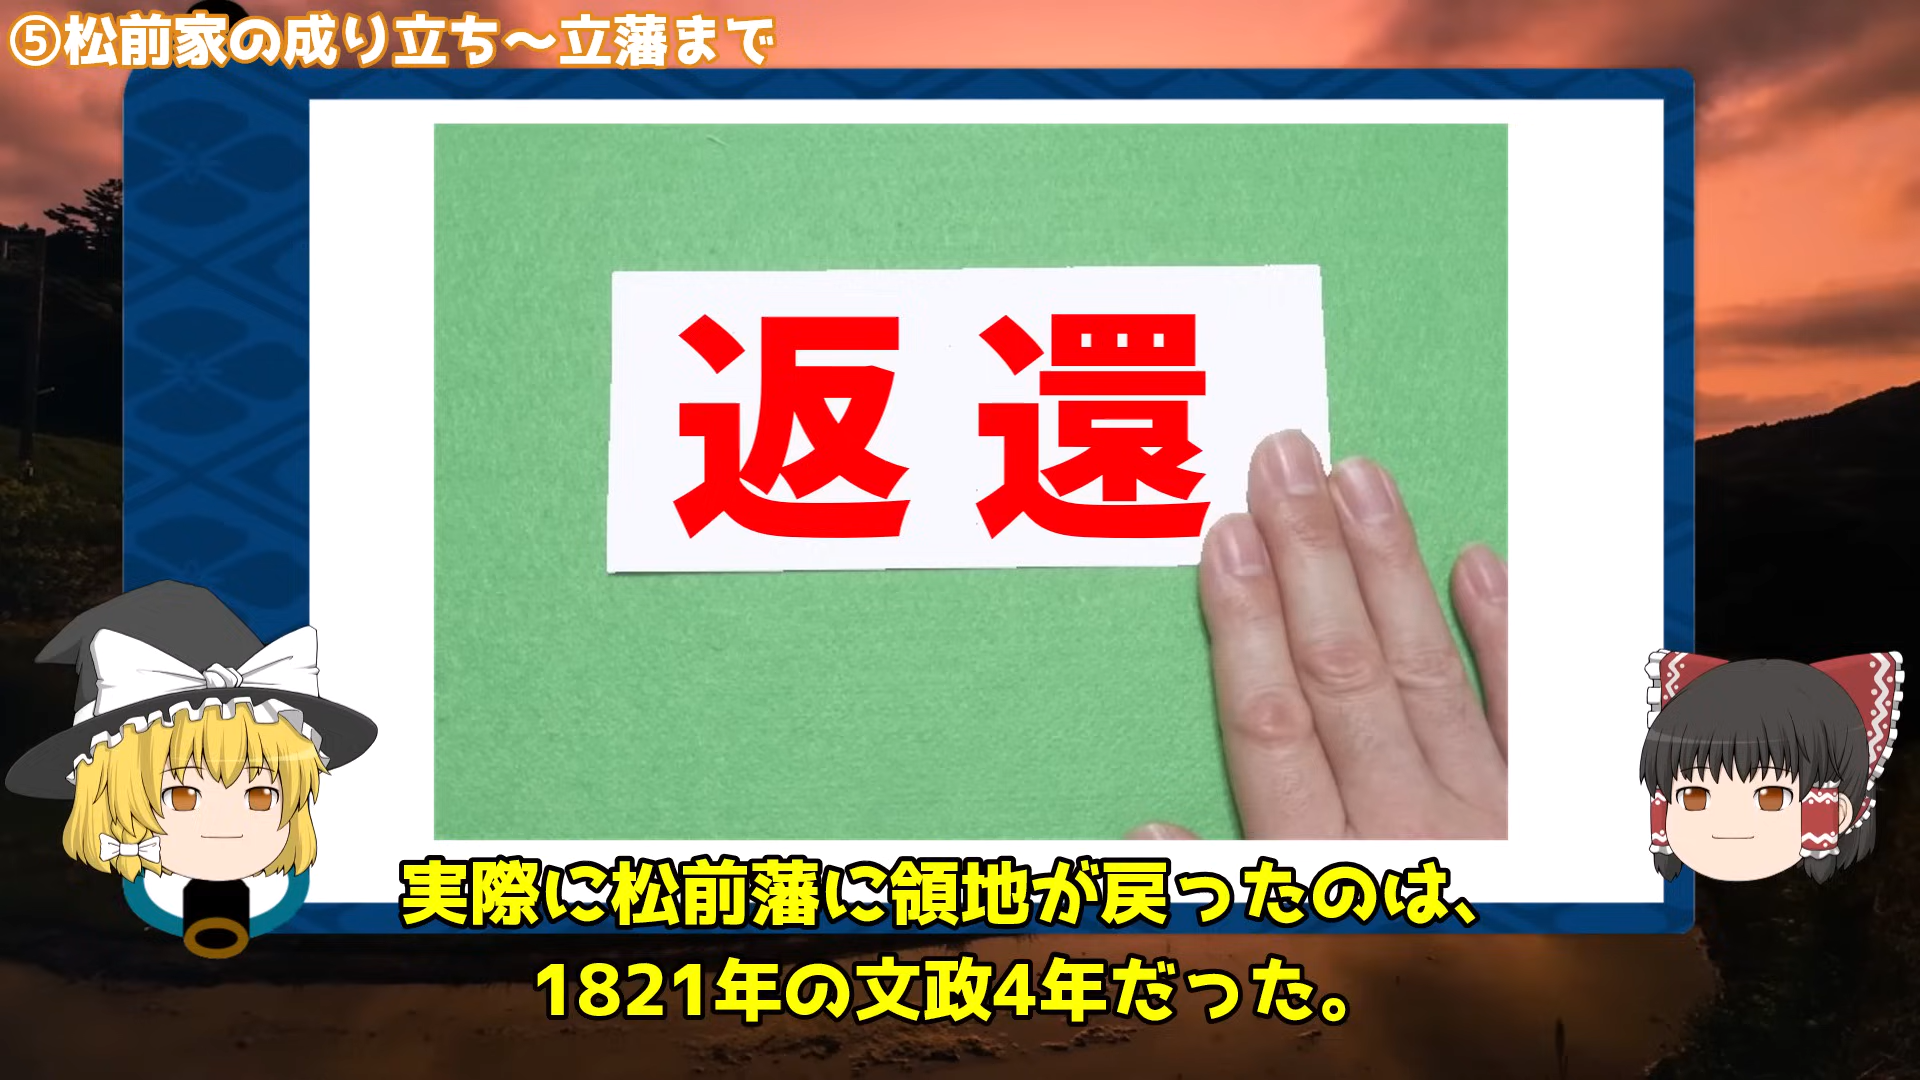 ⑤松前家の成り立ち～立藩まで
返還
実際に松前藩に領地が戻ったのは、
1821年の文政4年だった。